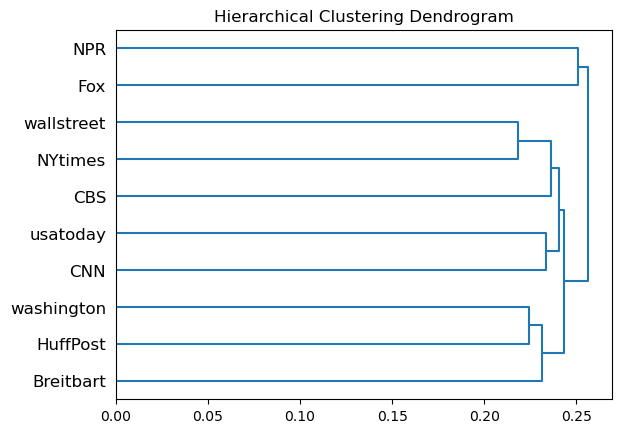 Hierarchical Clustering Dendrogram
NPR
Fox
wallstreet
NYtimes
CBS
usatoday
CNN
washington
HuffPost
Breitbart
0.00 0.05 0.10 0.15 0.20 0.25